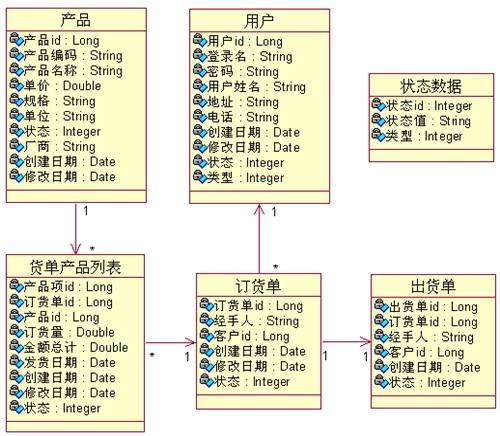 产品
产品id : Long
产品编码 : String
产品名称 : String
单价 : Double
规格 : String
单位 : String
状态 : Integer
厂商 : String
创建日期 : Date
修改日期 : Date
用户
用户id : Long
登录名 : String
密码 : String
用户姓名 : String
地址 : String
电话 : String
创建日期 : Date
修改日期 : Date
状态 : Integer
类型 : Integer
状态数据
状态id : Integer
状态值 : String
类型 : Integer
1
*
1
*
货单产品列表
产品项id : Long
订货单id : Long
产品id : Long
订货量 : Double
金额总计 : Double
发货日期 : Date
创建日期 : Date
修改日期 : Date
状态 : Integer
*
1
订货单
订货单id : Long
经手人 : String
客户id : Long
创建日期 : Date
修改日期 : Date
状态 : Integer
1
1
出货单
出货单id : Long
订货单id : Long
经手人 : String
客户id : Long
创建日期 : Date
状态 : Integer